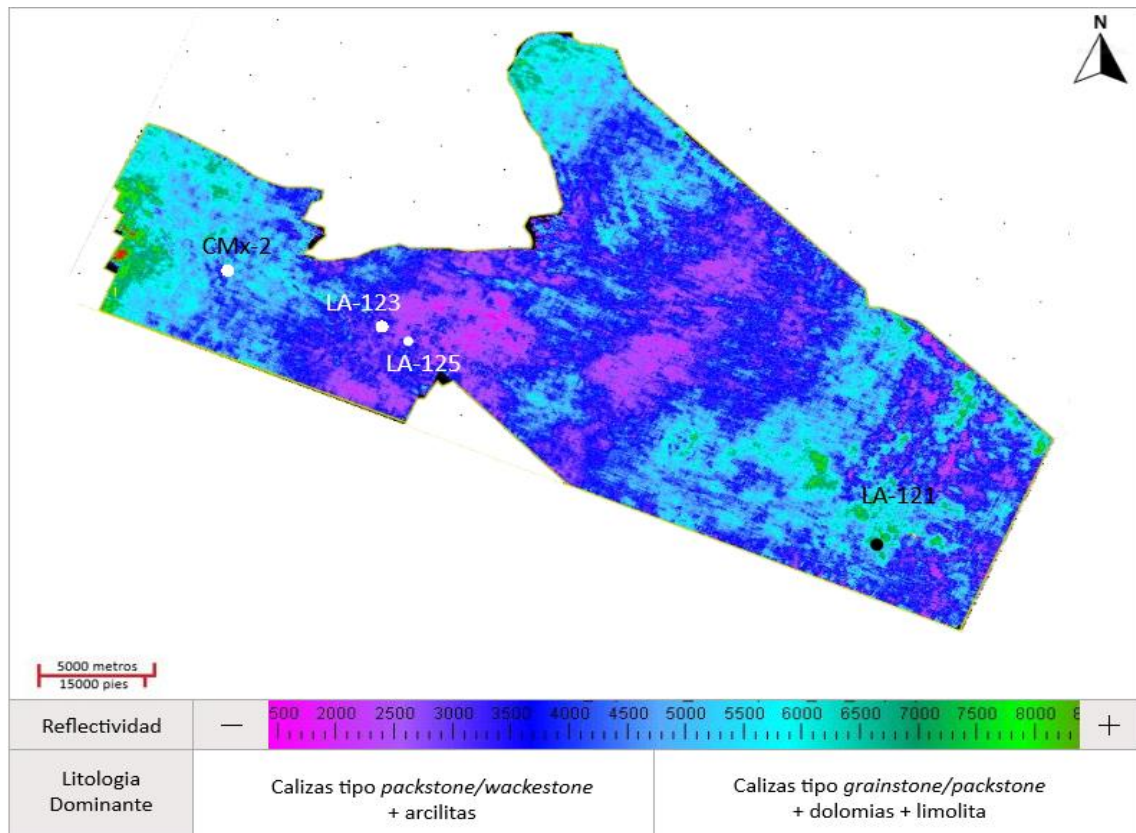 N
CMx-2
LA-123
LA-125
LA-121
5000 metros
15000 pies
Reflectividad
− 500 2000 2500 3000 3500 4000 4500 5000 5500 6000 6500 7000 7500 8000 8 +
Litologia
Dominante
Calizas tipo packstone/wackestone
+ arcilitas
Calizas tipo grainstone/packstone
+ dolomias + limolita